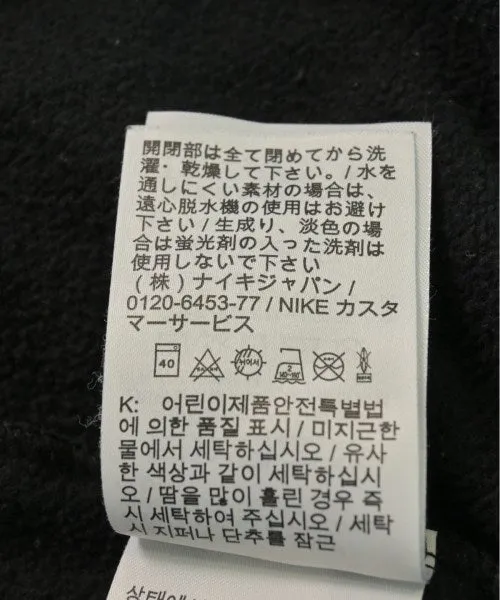 開閉部は全て閉めてから洗
濯・乾燥して下さい。/ 水を
通しにくい素材の場合は、
遠心脱水機の使用はお避け
下さい / 生成り、淡色の場
合は蛍光剤の入った洗剤は
使用しないで下さい
(株) ナイキジャパン /
0120-6453-77 / NIKE カスタ
マーサービス
40
K: 어린이제품안전특별법
에 의한 품질 표시 / 미지근한
물에서 세탁하십시오 / 유사
한 색상과 같이 세탁하십시
오 / 땀을 많이 흘린 경우 즉
시 세탁하여 주십시오 / 세탁
시 지퍼나 단추를 잠근
상태에서